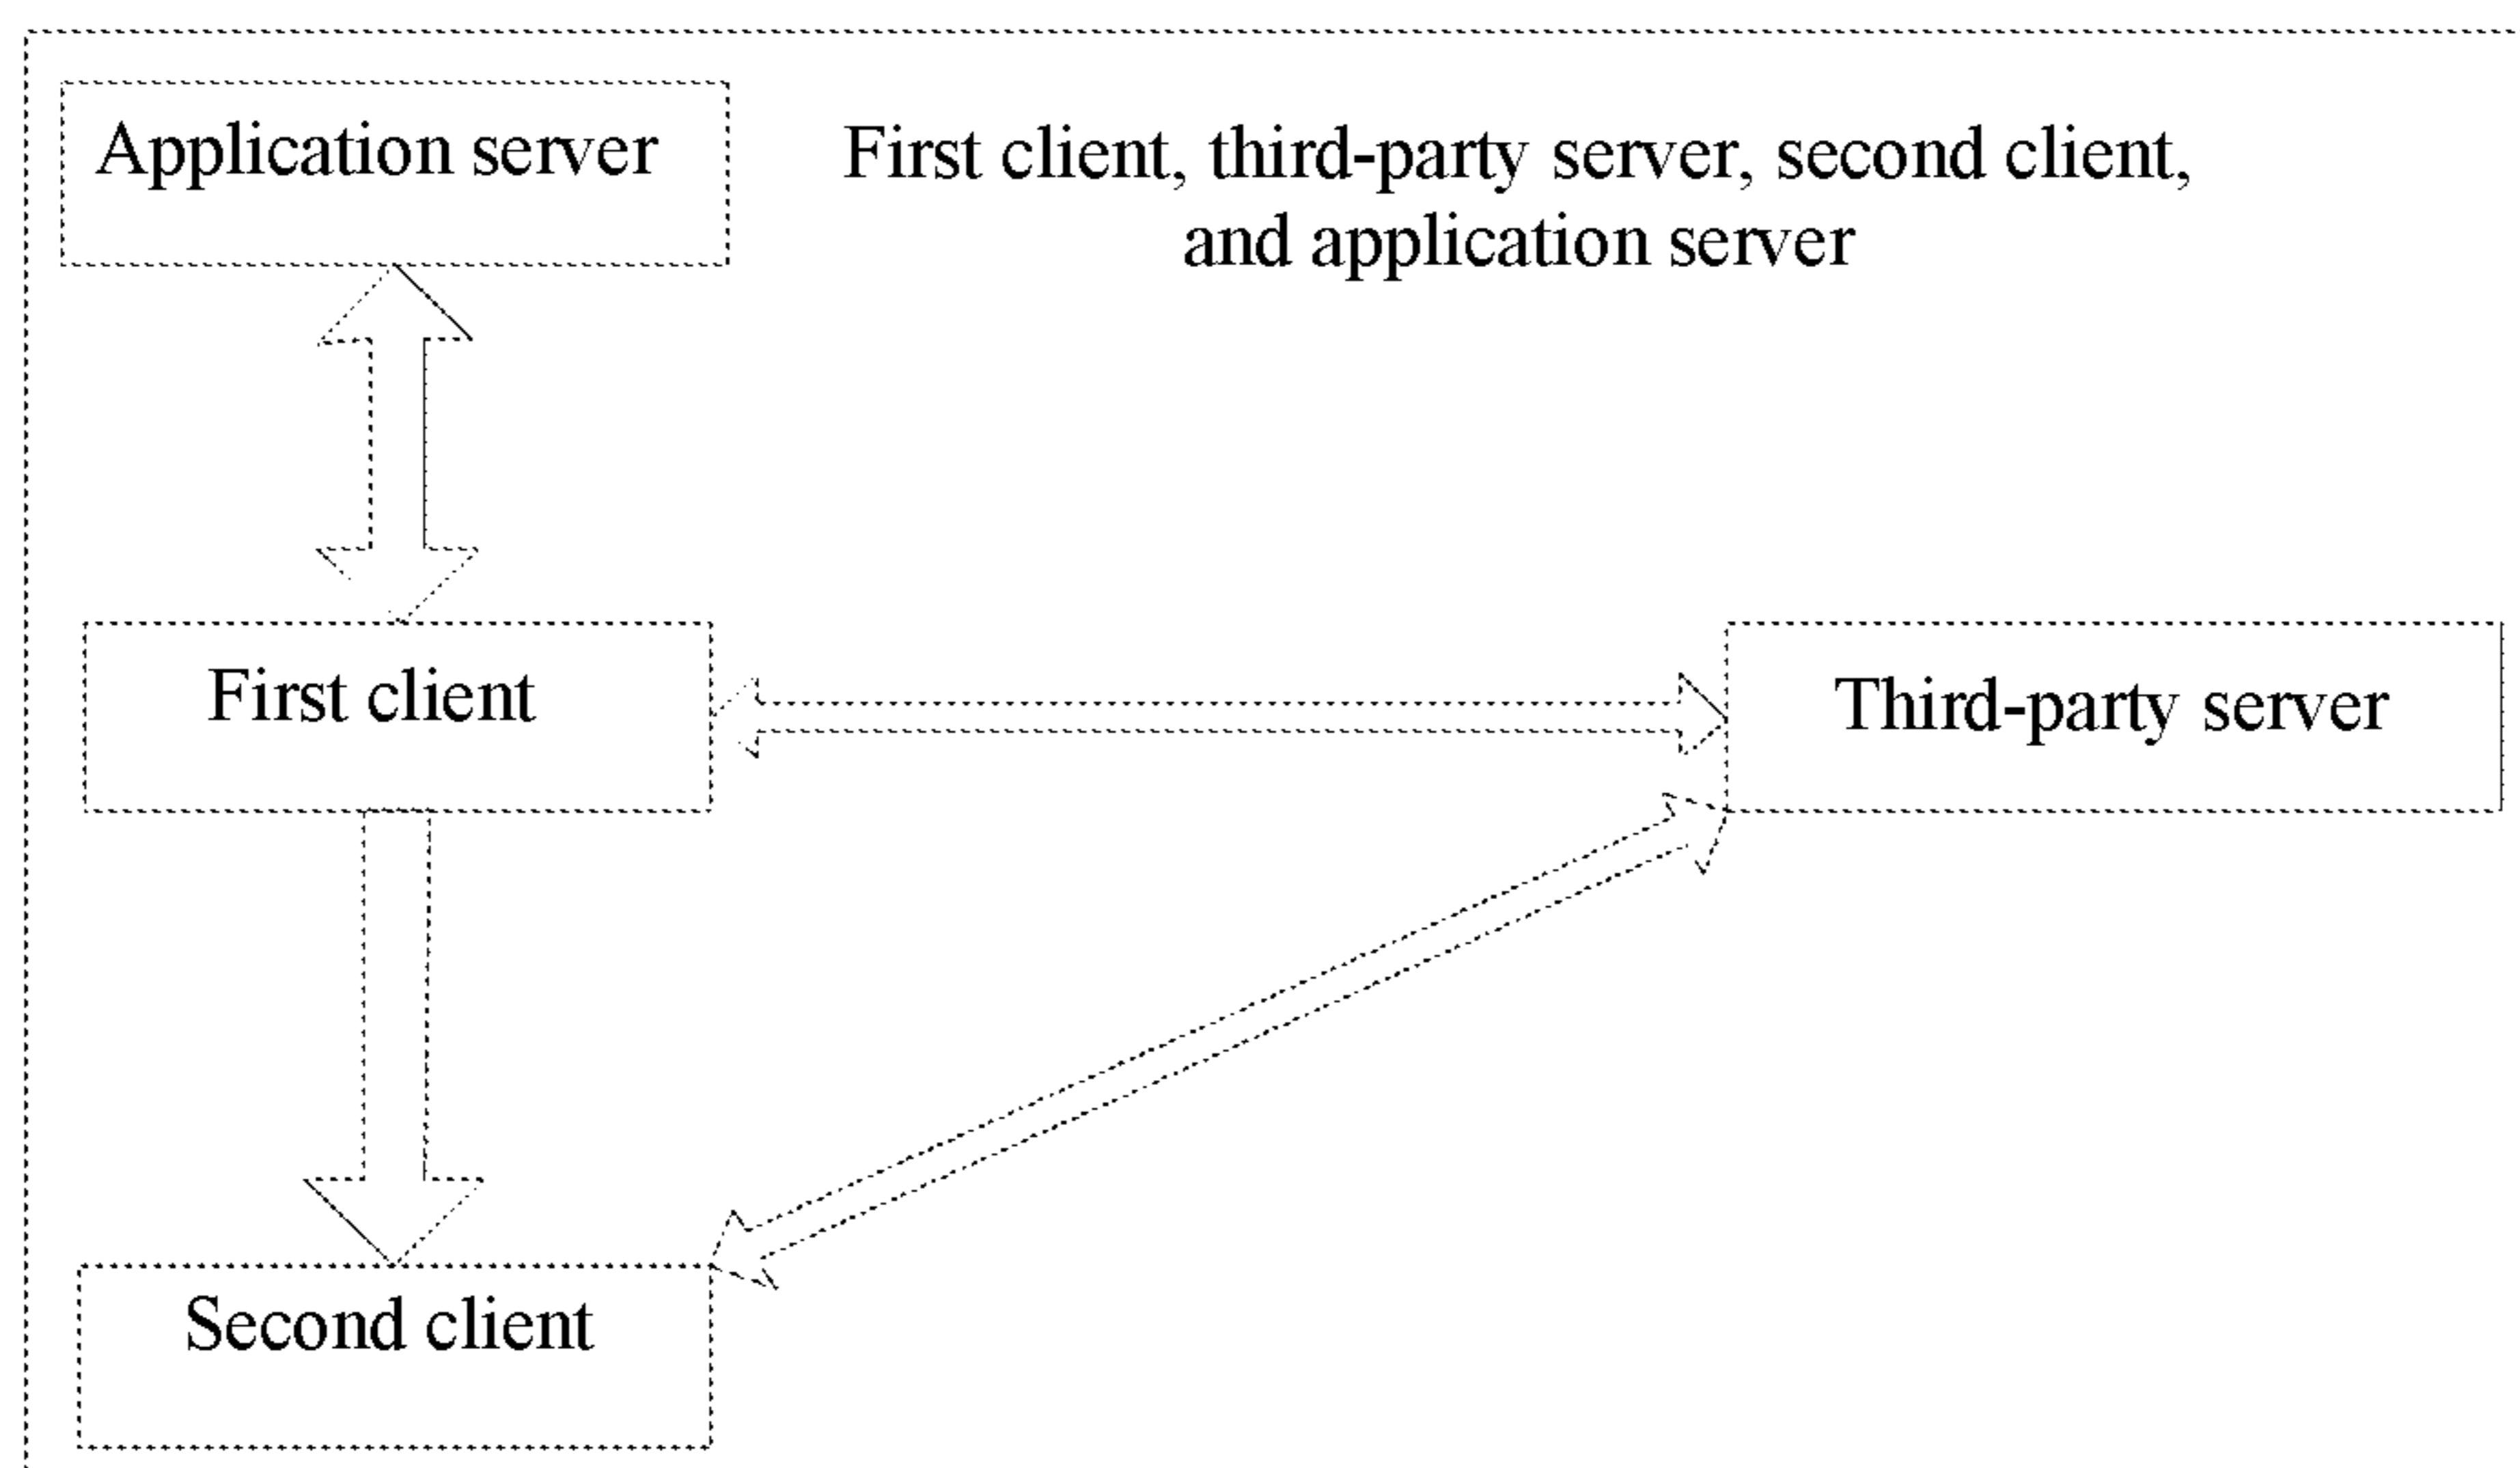 Application server
First client, third-party server, second client,
and application server
First client
Third-party server
Second client